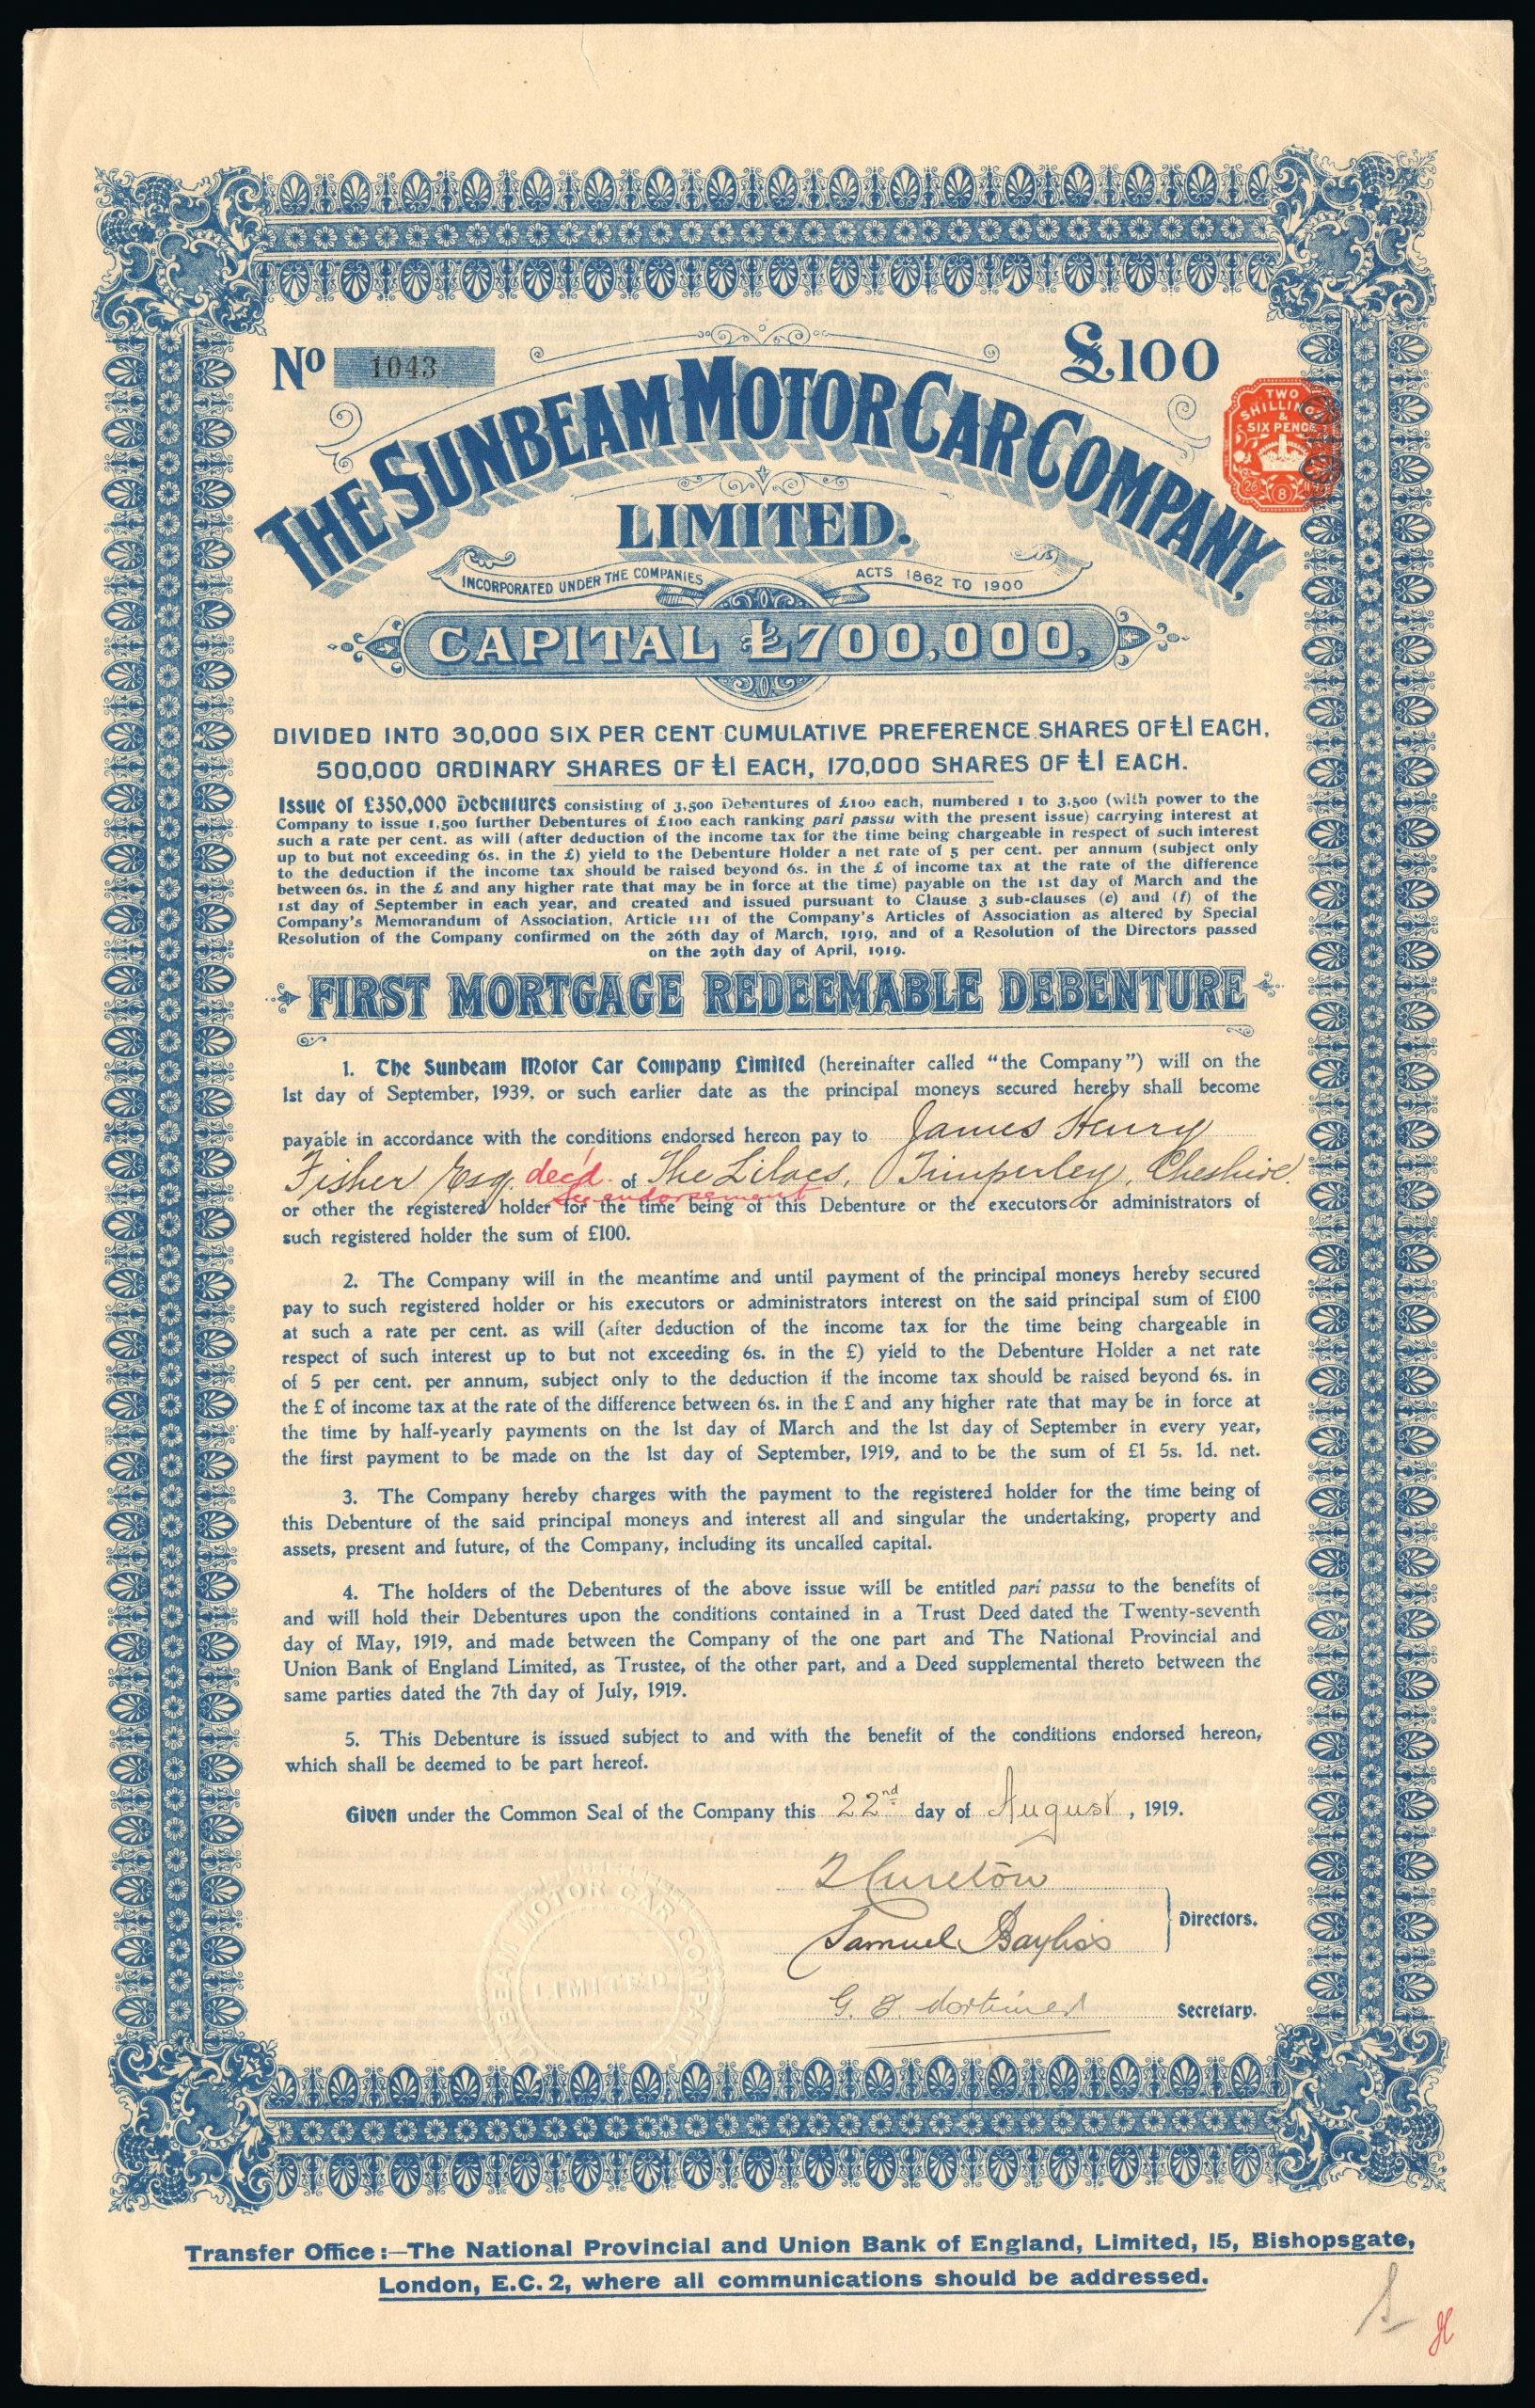 No 1043
£100
THE SUNBEAM MOTOR CAR COMPANY,
TWO
SHILLINGS
&
SIX PENCE
26 8
LIMITED.
INCORPORATED UNDER THE COMPANIES ACTS 1862 TO 1900
CAPITAL £700,000,
DIVIDED INTO 30,000 SIX PER CENT CUMULATIVE PREFERENCE SHARES OF £1 EACH,
500,000 ORDINARY SHARES OF £1 EACH, 170,000 SHARES OF £1 EACH.
Issue of £350,000 Debentures consisting of 3,500 Debentures of £100 each, numbered 1 to 3,500 (with power to the
Company to issue 1,500 further Debentures of £100 each ranking pari passu with the present issue) carrying interest at
such a rate per cent. as will (after deduction of the income tax for the time being chargeable in respect of such interest
up to but not exceeding 6s. in the £) yield to the Debenture Holder a net rate of 5 per cent. per annum (subject only
to the deduction if the income tax should be raised beyond 6s. in the £ of income tax at the rate of the difference
between 6s. in the £ and any higher rate that may be in force at the time) payable on the 1st day of March and the
1st day of September in each year, and created and issued pursuant to Clause 3 sub-clauses (e) and (f) of the
Company's Memorandum of Association, Article 111 of the Company's Articles of Association as altered by Special
Resolution of the Company confirmed on the 26th day of March, 1919, and of a Resolution of the Directors passed
on the 29th day of April, 1919.
FIRST MORTGAGE REDEEMABLE DEBENTURE
1. The Sunbeam Motor Car Company Limited (hereinafter called "the Company") will on the
1st day of September, 1939, or such earlier date as the principal moneys secured hereby shall become
payable in accordance with the conditions endorsed hereon pay to James Henry
Fisher Esq. dec'd. of The Lilacs, Timperley, Cheshire.
See endorsement
or other the registered holder for the time being of this Debenture or the executors or administrators of
such registered holder the sum of £100.
2. The Company will in the meantime and until payment of the principal moneys hereby secured
pay to such registered holder or his executors or administrators interest on the said principal sum of £100
at such a rate per cent. as will (after deduction of the income tax for the time being chargeable in
respect of such interest up to but not exceeding 6s. in the £) yield to the Debenture Holder a net rate
of 5 per cent. per annum, subject only to the deduction if the income tax should be raised beyond 6s. in
the £ of income tax at the rate of the difference between 6s. in the £ and any higher rate that may be in force at
the time by half-yearly payments on the 1st day of March and the 1st day of September in every year,
the first payment to be made on the 1st day of September, 1919, and to be the sum of £1 5s. 1d. net.
3. The Company hereby charges with the payment to the registered holder for the time being of
this Debenture of the said principal moneys and interest all and singular the undertaking, property and
assets, present and future, of the Company, including its uncalled capital.
4. The holders of the Debentures of the above issue will be entitled pari passu to the benefits of
and will hold their Debentures upon the conditions contained in a Trust Deed dated the Twenty-seventh
day of May, 1919, and made between the Company of the one part and The National Provincial and
Union Bank of England Limited, as Trustee, of the other part, and a Deed supplemental thereto between the
same parties dated the 7th day of July, 1919.
5. This Debenture is issued subject to and with the benefit of the conditions endorsed hereon,
which shall be deemed to be part hereof.
Given under the Common Seal of the Company this 22nd day of August, 1919.
T Cureton
Samuel Bayliss
Directors.
G. F. Mortimer
Secretary.
SUNBEAM MOTOR CAR COMPANY
LIMITED
Transfer Office:—The National Provincial and Union Bank of England, Limited, 15, Bishopsgate,
London, E.C. 2, where all communications should be addressed.